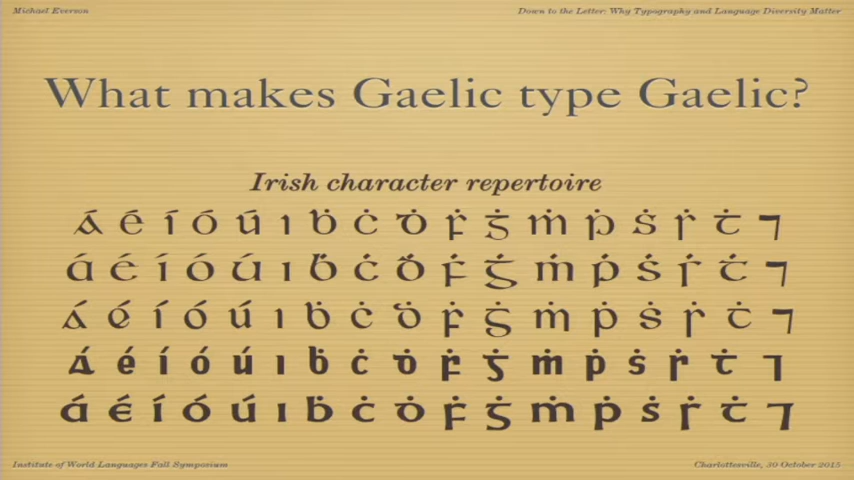 Michael Everson
Down to the Letter: Why Typography and Language Diversity Matter
What makes Gaelic type Gaelic?
Irish character repertoire
á é í ó ú ı ḃ ċ ḋ ḟ ġ ṁ ṗ ṡ ẛ ṫ ⁊
á é í ó ú ı ḃ ċ ḋ ḟ ġ ṁ ṗ ṡ ẛ ṫ ⁊
á é í ó ú ı ḃ ċ ḋ ḟ ġ ṁ ṗ ṡ ẛ ṫ ⁊
á é í ó ú ı ḃ ċ ḋ ḟ ġ ṁ ṗ ṡ ẛ ṫ ⁊
á é í ó ú ı ḃ ċ ḋ ḟ ġ ṁ ṗ ṡ ẛ ṫ ⁊
Institute of World Languages Fall Symposium
Charlottesville, 30 October 2015